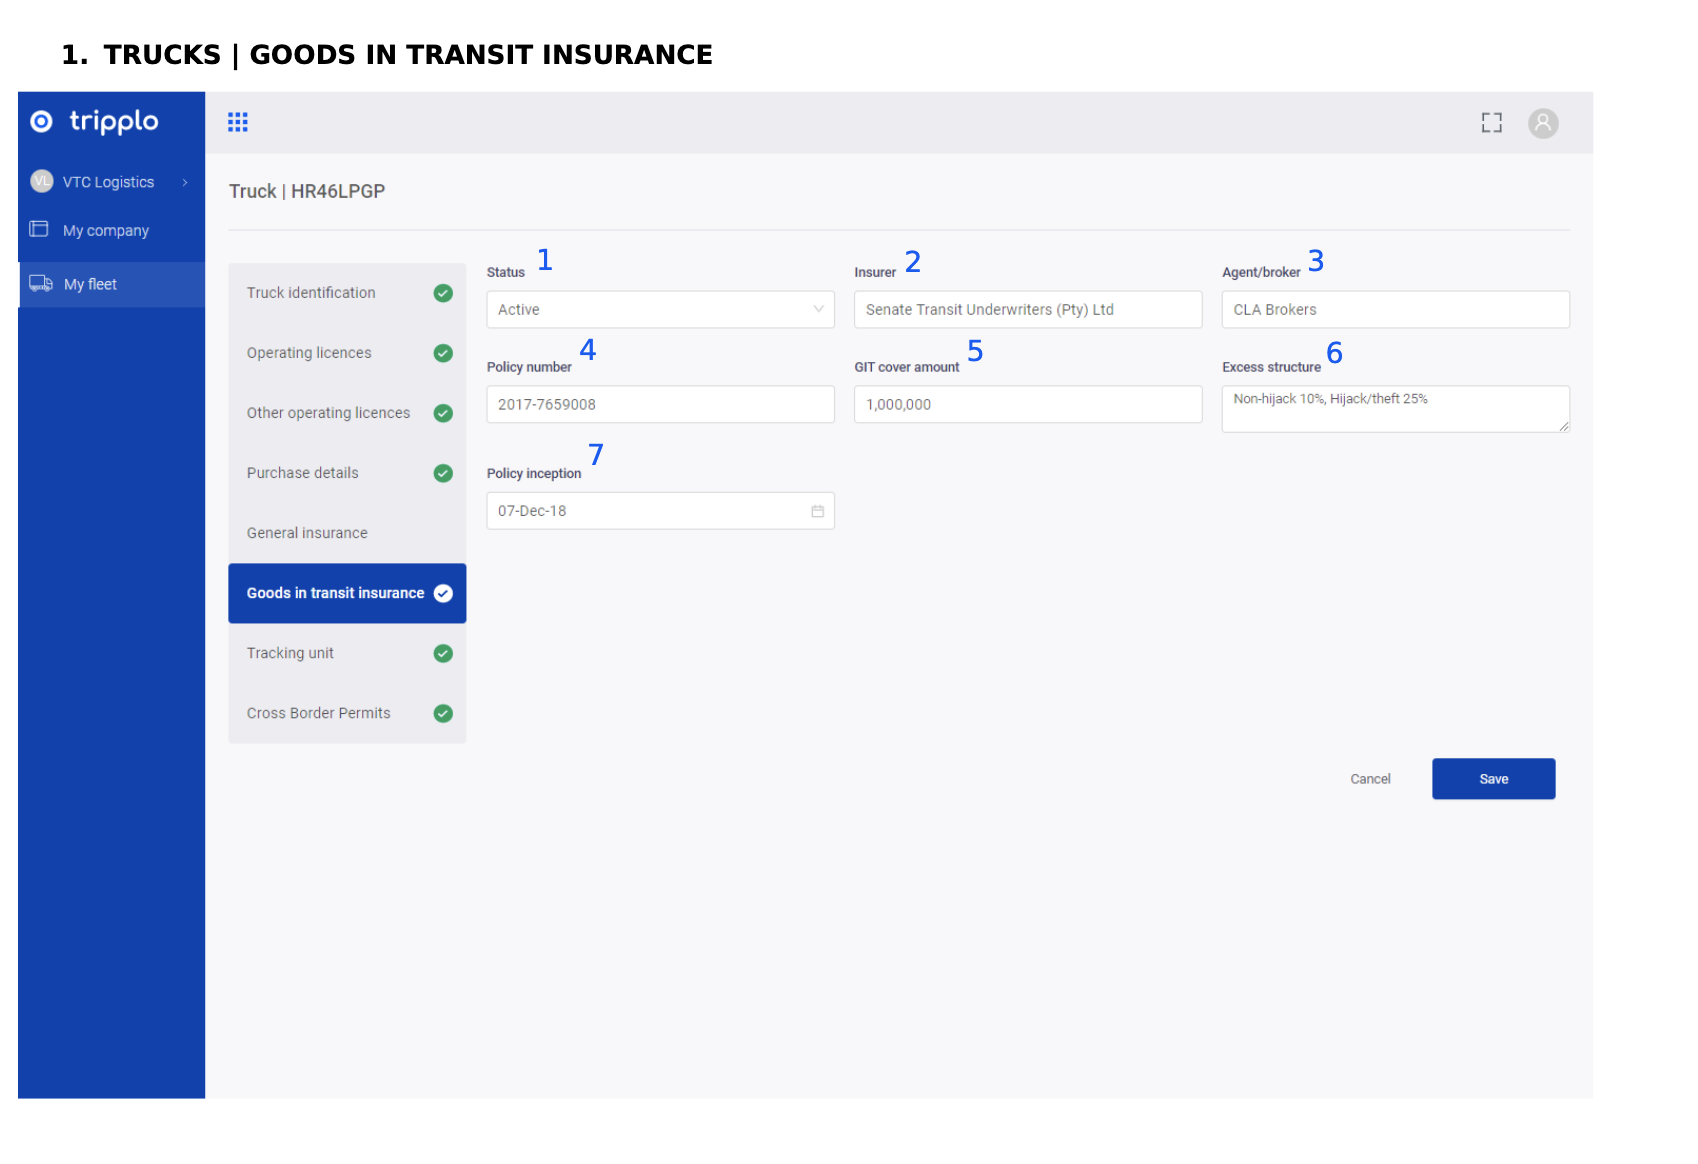 1. TRUCKS | GOODS IN TRANSIT INSURANCE
tripplo
VL VTC Logistics
My company
My fleet
Truck | HR46LPGP
Truck identification
Operating licences
Other operating licences
Purchase details
General insurance
Goods in transit insurance
Tracking unit
Cross Border Permits
Status 1
Active
Insurer 2
Senate Transit Underwriters (Pty) Ltd
Agent/broker 3
CLA Brokers
Policy number 4
2017-7659008
GIT cover amount 5
1,000,000
Excess structure 6
Non-hijack 10%, Hijack/theft 25%
Policy inception 7
07-Dec-18
Cancel
Save